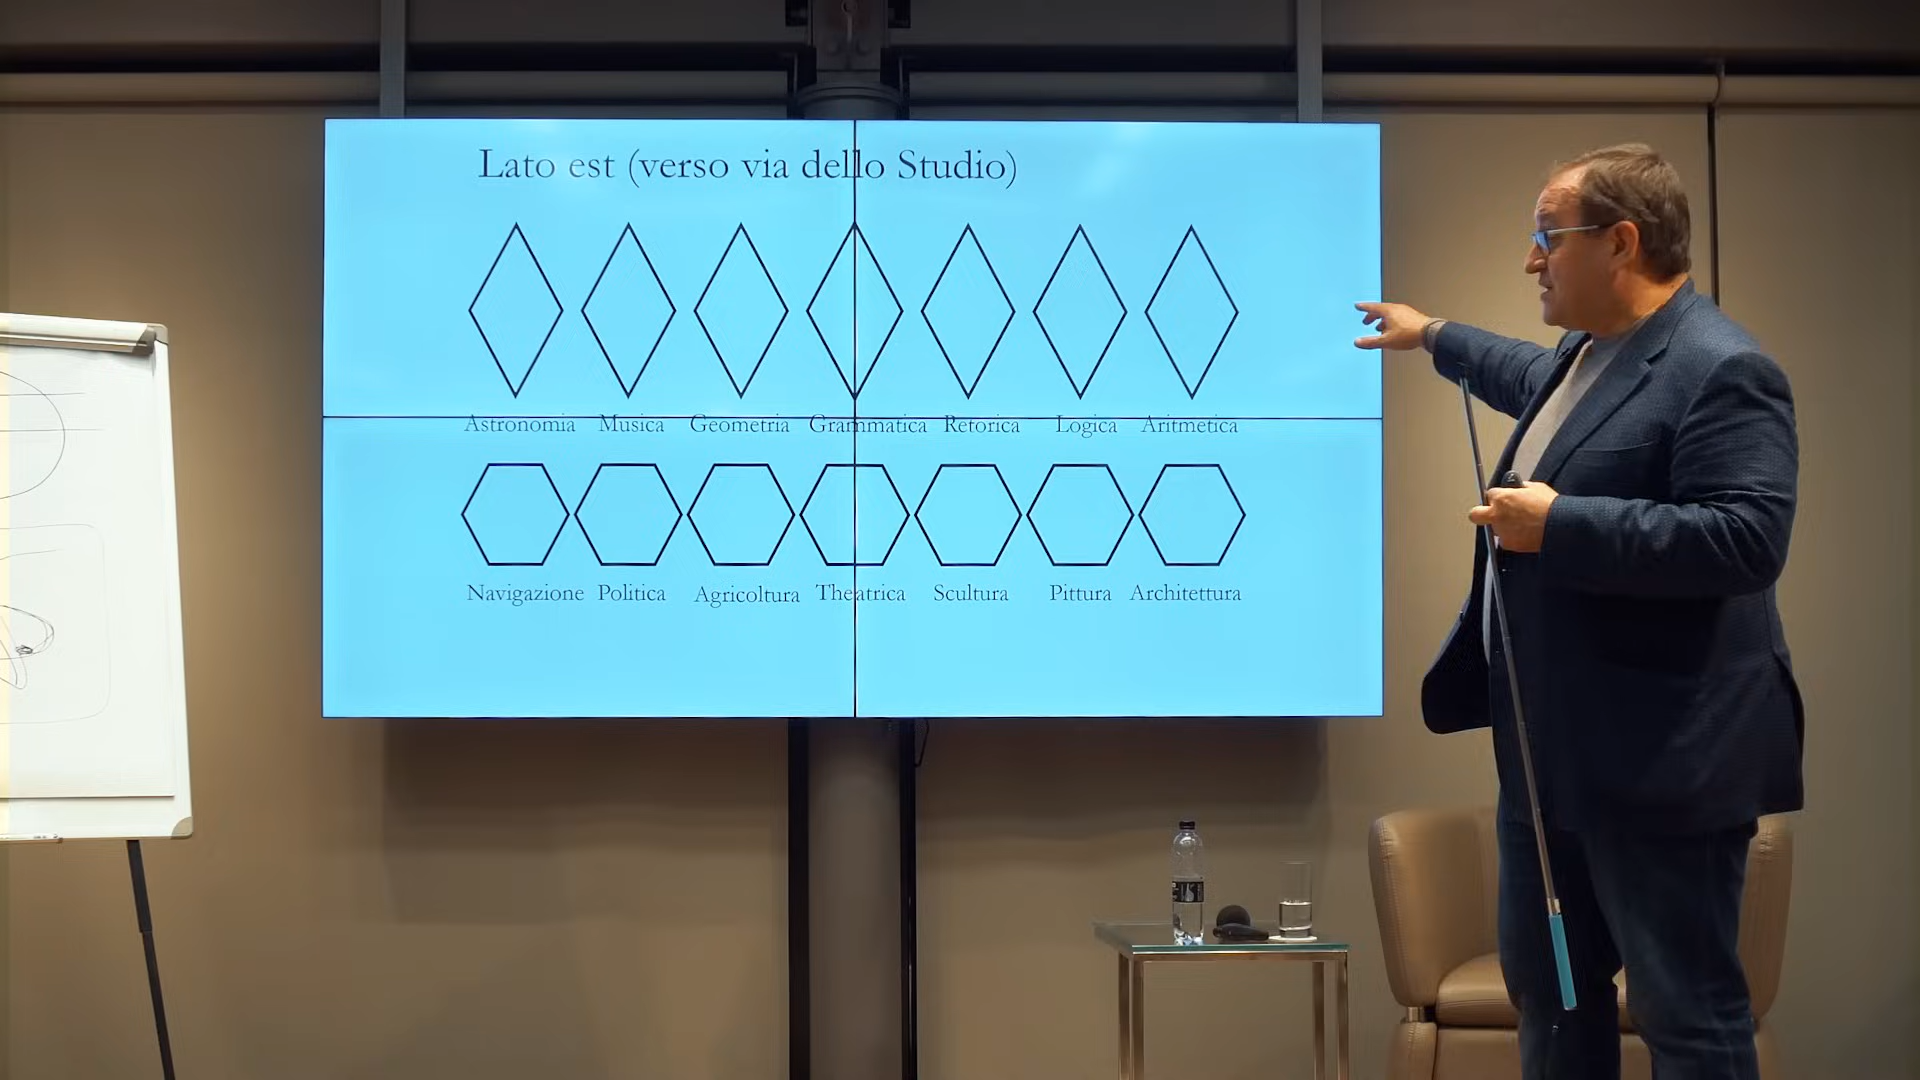 Lato est (verso via dello Studio)
Astronomia Musica Geometria Grammatica Retorica Logica Aritmetica
Navigazione Politica Agricoltura Theatrica Scultura Pittura Architettura